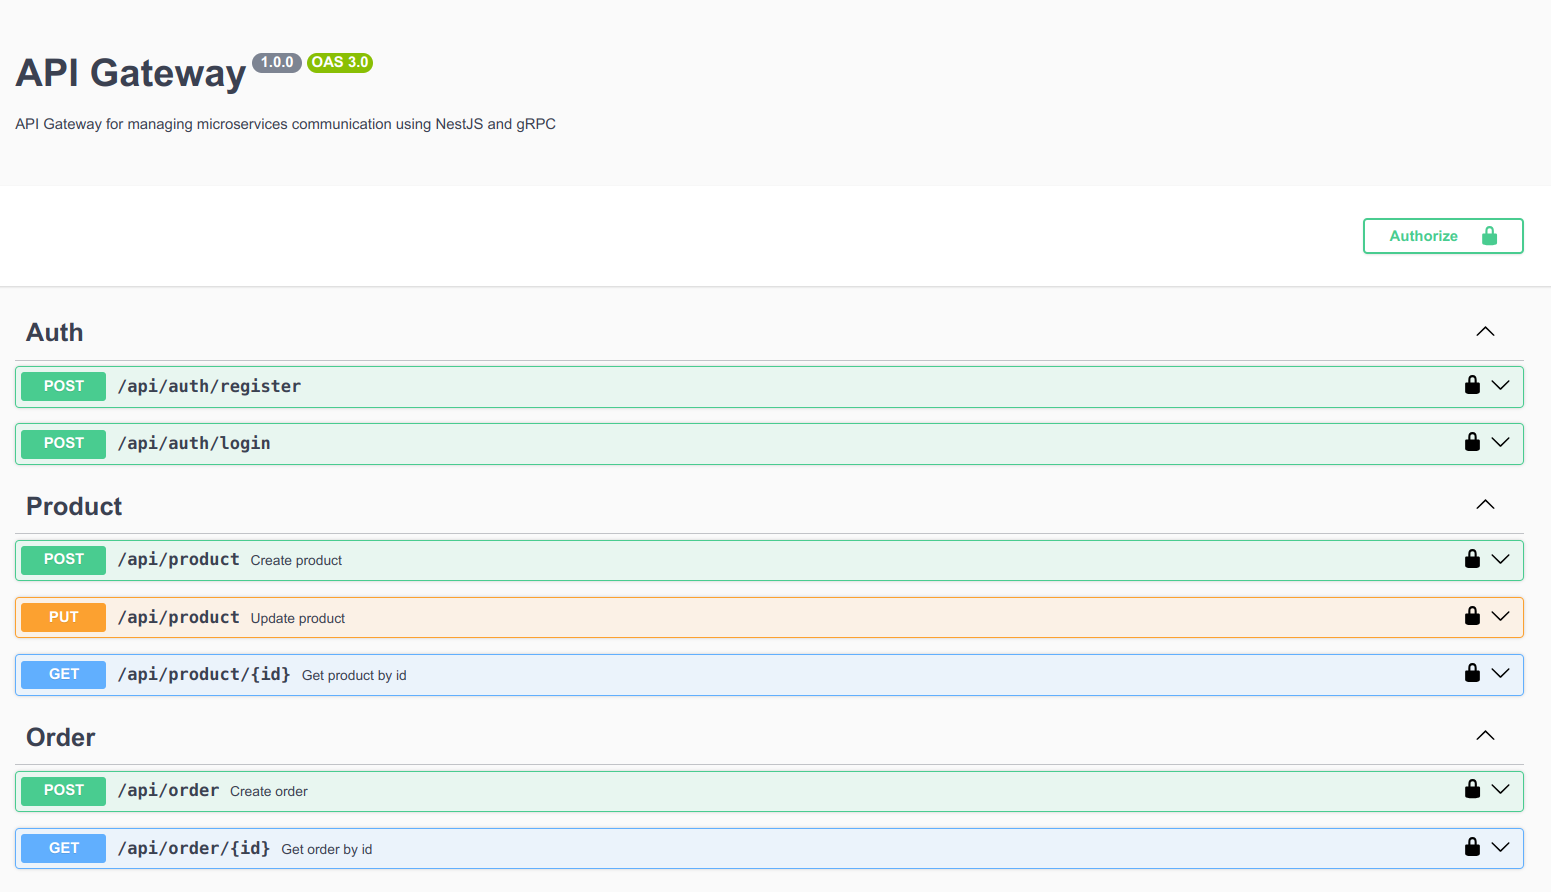 API Gateway 1.0.0 OAS 3.0
API Gateway for managing microservices communication using NestJS and gRPC
Authorize
Auth
POST /api/auth/register
POST /api/auth/login
Product
POST /api/product Create product
PUT /api/product Update product
GET /api/product/{id} Get product by id
Order
POST /api/order Create order
GET /api/order/{id} Get order by id